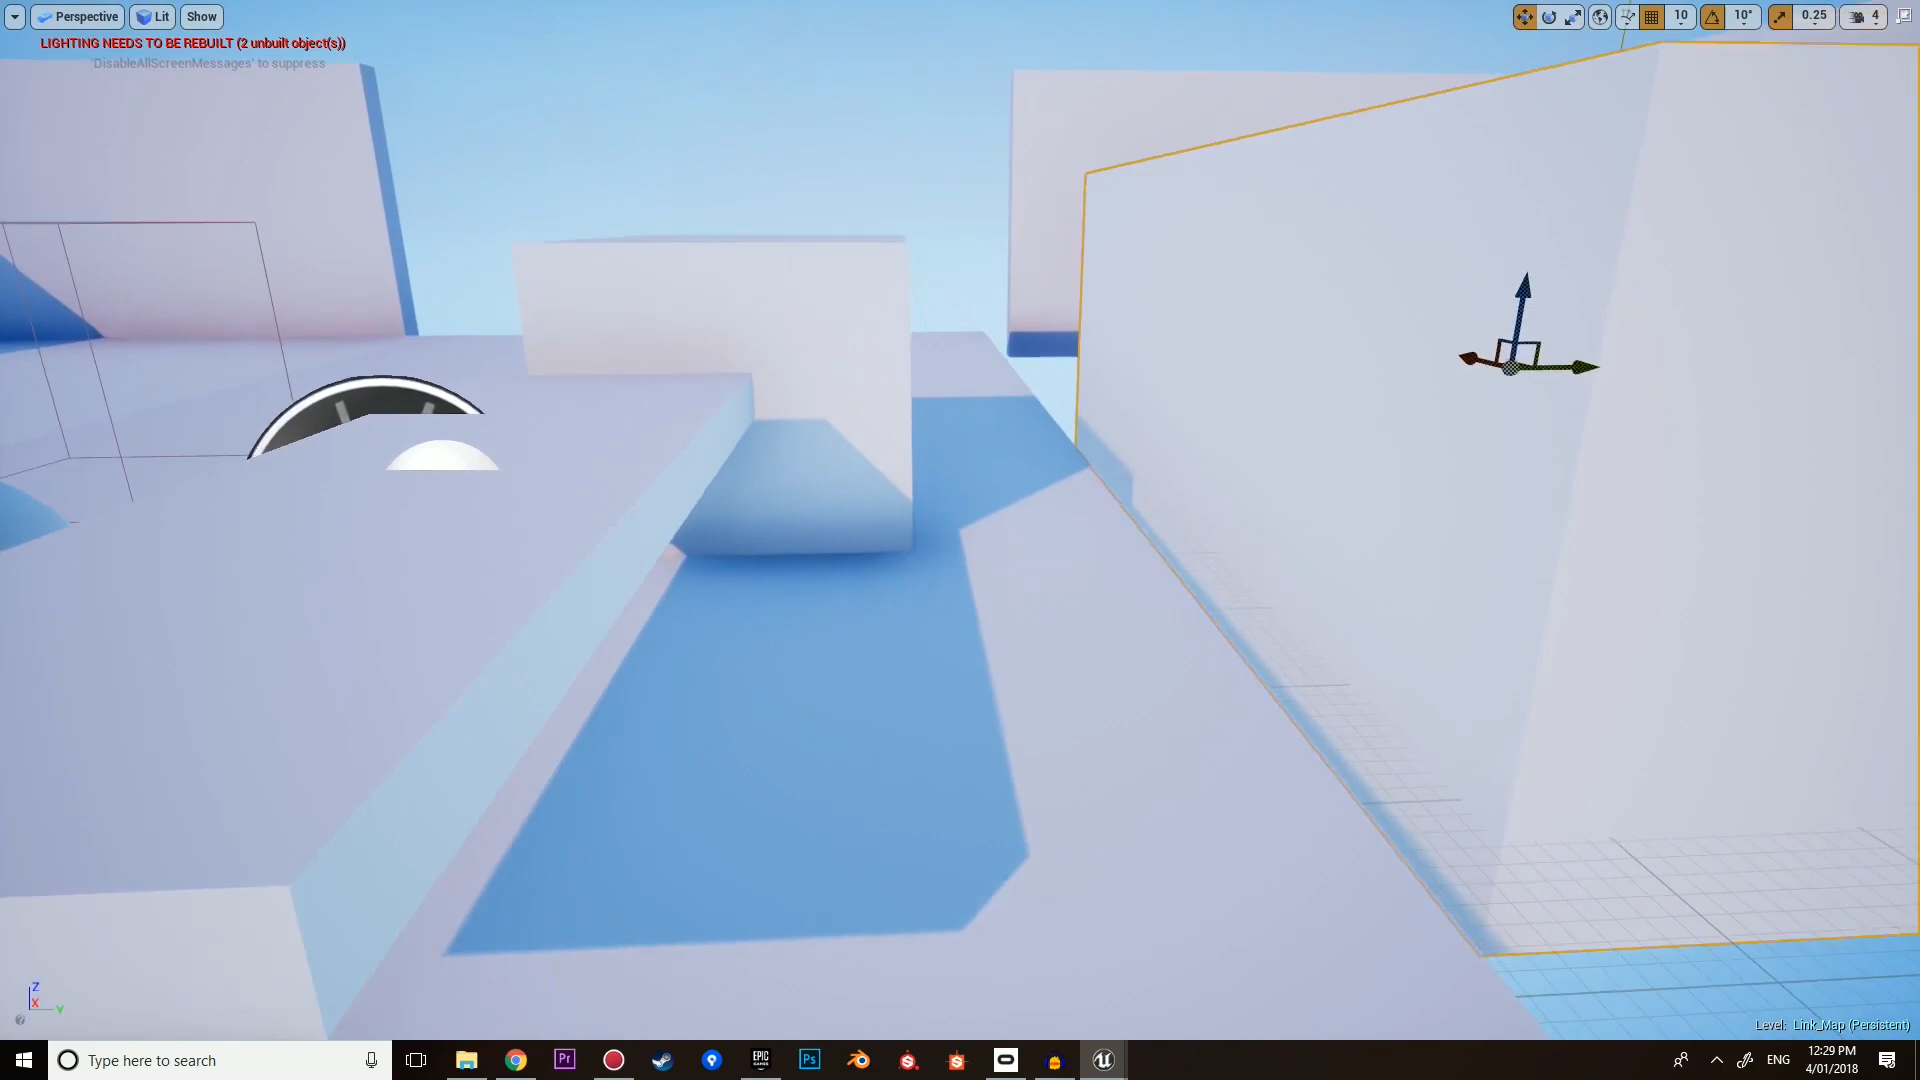 Perspective Lit Show 10 10° 0.25 4
LIGHTING NEEDS TO BE REBUILT (2 unbuilt object(s))
'DisableAllScreenMessages' to suppress
Z
X
Y
Level: Link_Map (Persistent)
Type here to search
Pr
EPIC
GAMES
Ps
ENG
12:29 PM
4/01/2018